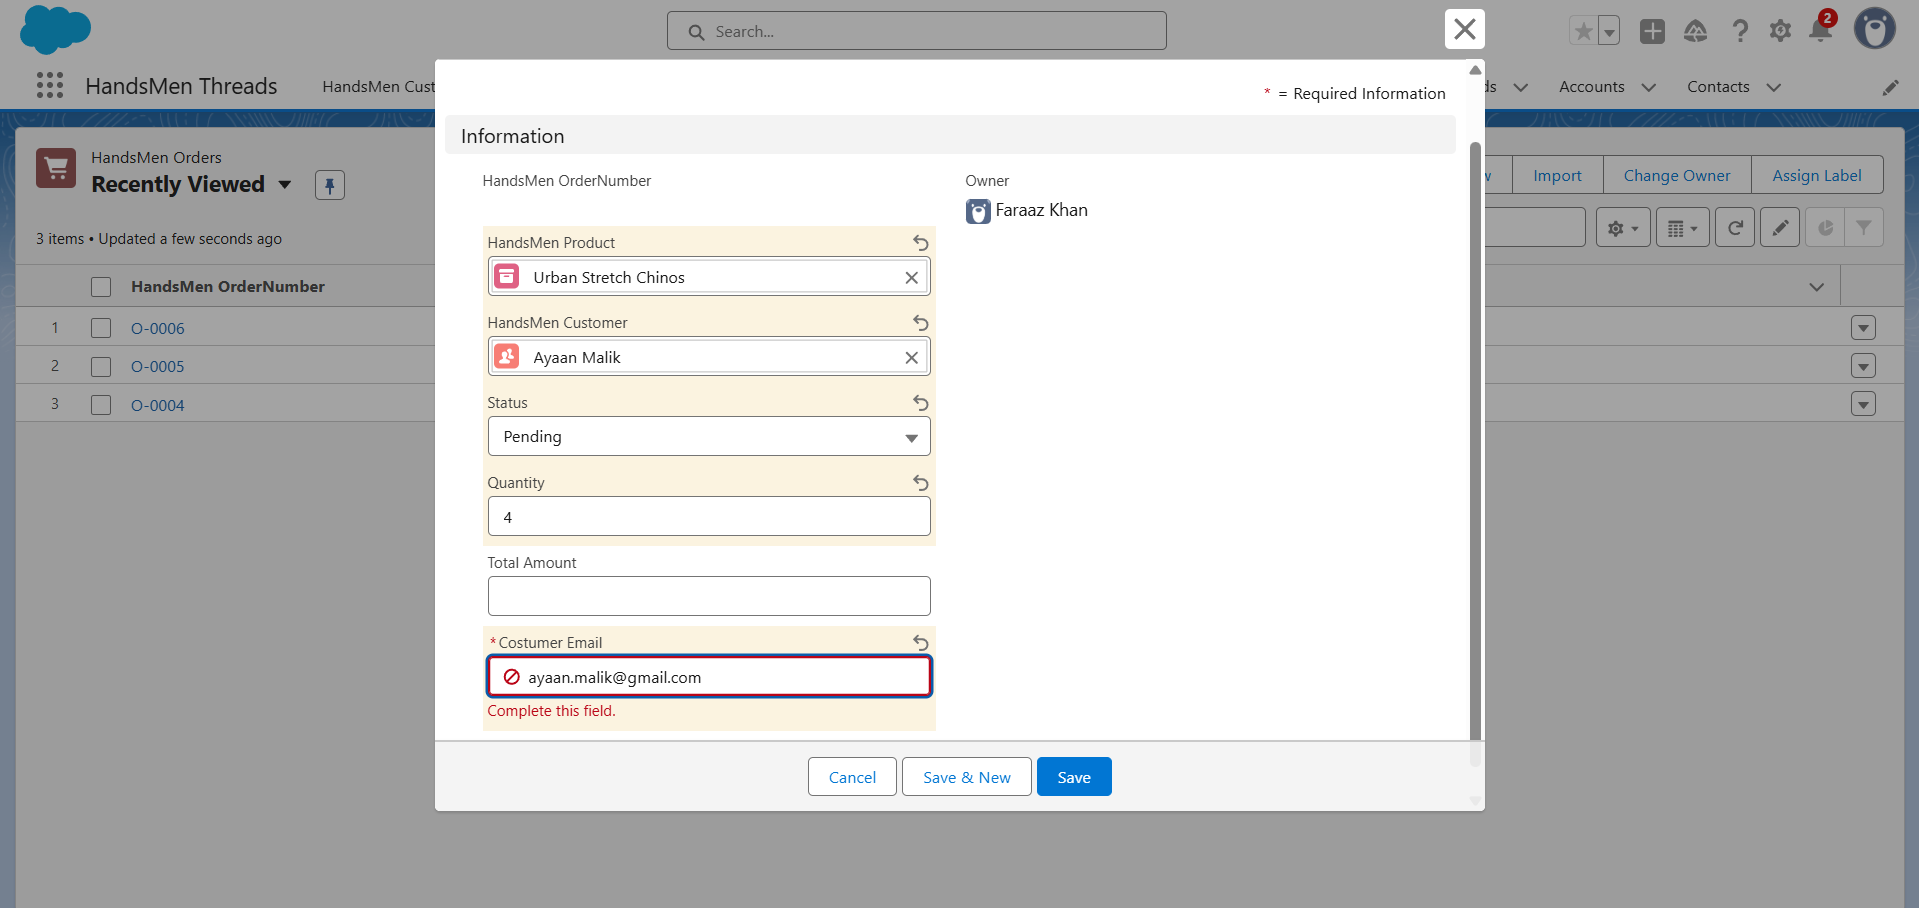 Search...
2
HandsMen Threads
HandsMen Cust
ds
Accounts
Contacts
* = Required Information
Information
HandsMen Orders
Recently Viewed
w
Import
Change Owner
Assign Label
3 items • Updated a few seconds ago
HandsMen OrderNumber
1
O-0006
2
O-0005
3
O-0004
HandsMen OrderNumber
Owner
Faraaz Khan
HandsMen Product
Urban Stretch Chinos
HandsMen Customer
Ayaan Malik
Status
Pending
Quantity
4
Total Amount
*Costumer Email
ayaan.malik@gmail.com
Complete this field.
Cancel
Save & New
Save